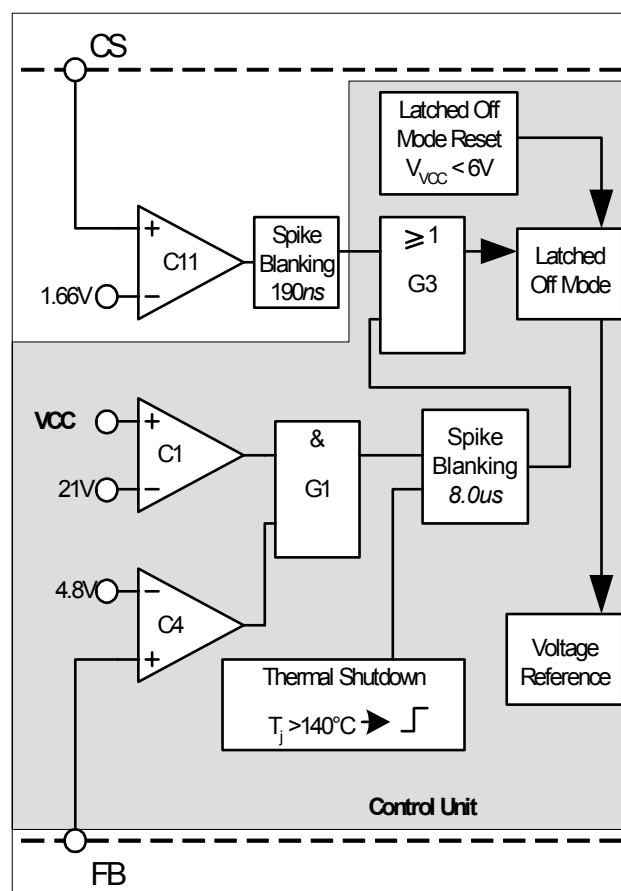 CS
Latched Off
Mode Reset
V_VCC < 6V
+
C11
−
1.66V
Spike
Blanking
190ns
≥ 1
G3
Latched
Off Mode
VCC
+
C1
−
21V
&
G1
Spike
Blanking
8.0us
4.8V
−
C4
+
Thermal Shutdown
T_j >140°C
Voltage
Reference
Control Unit
FB